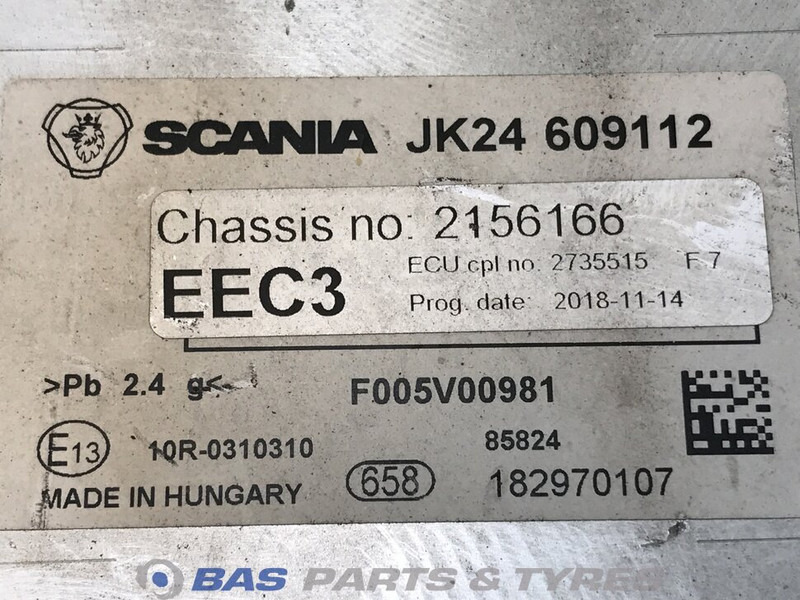 SCANIA JK24 609112
Chassis no: 2156166
EEC3 ECU cpl no: 2735515 F 7
Prog. date: 2018-11-14
>Pb 2.4 g< F005V00981
E13 10R-0310310 85824
MADE IN HUNGARY 658 182970107
BAS PARTS & TYRES